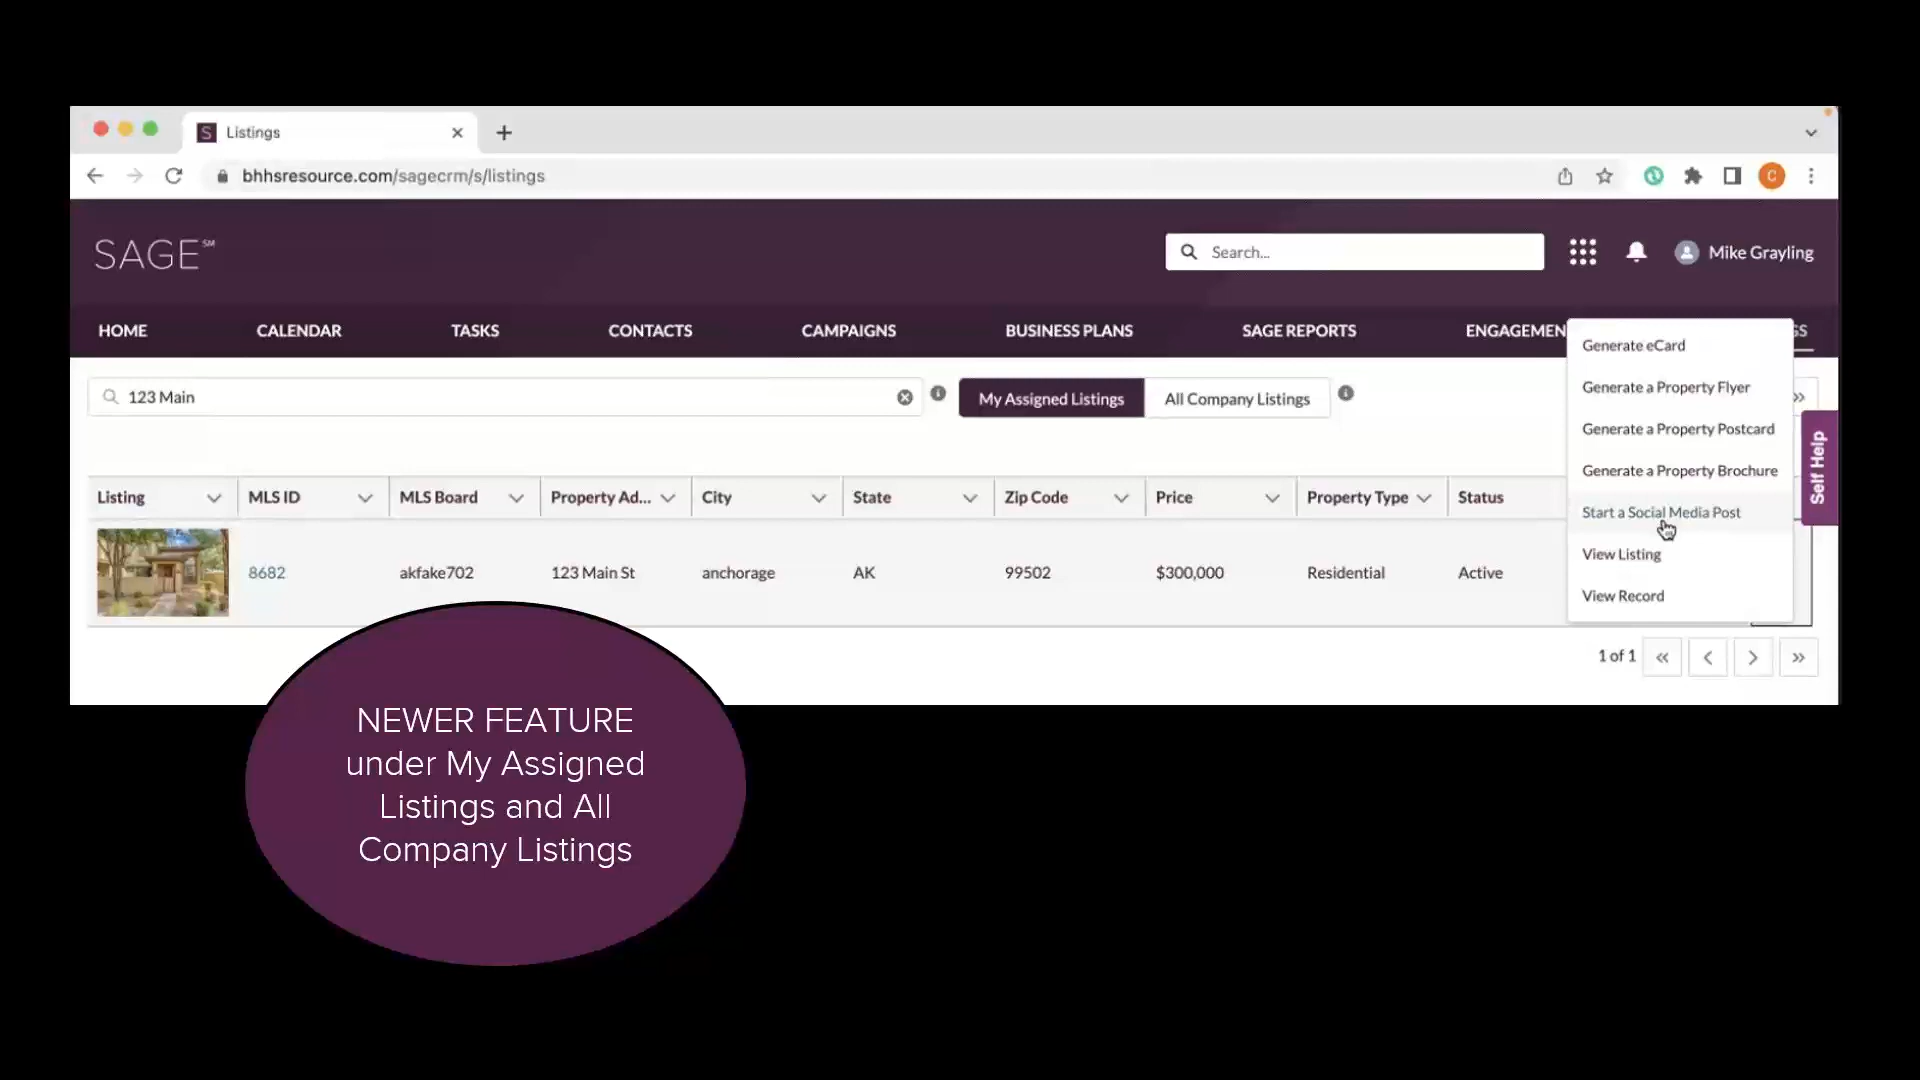 S Listings
bhhsresource.com/sagecrm/s/listings
C
SAGE℠
Search...
Mike Grayling
HOME CALENDAR TASKS CONTACTS CAMPAIGNS BUSINESS PLANS SAGE REPORTS ENGAGEMEN GS
123 Main
My Assigned Listings
All Company Listings
Generate eCard
Generate a Property Flyer
Generate a Property Postcard
Generate a Property Brochure
Start a Social Media Post
View Listing
View Record
Self Help
Listing MLS ID MLS Board Property Ad... City State Zip Code Price Property Type Status
8682 akfake702 123 Main St anchorage AK 99502 $300,000 Residential Active
1 of 1
NEWER FEATURE
under My Assigned
Listings and All
Company Listings